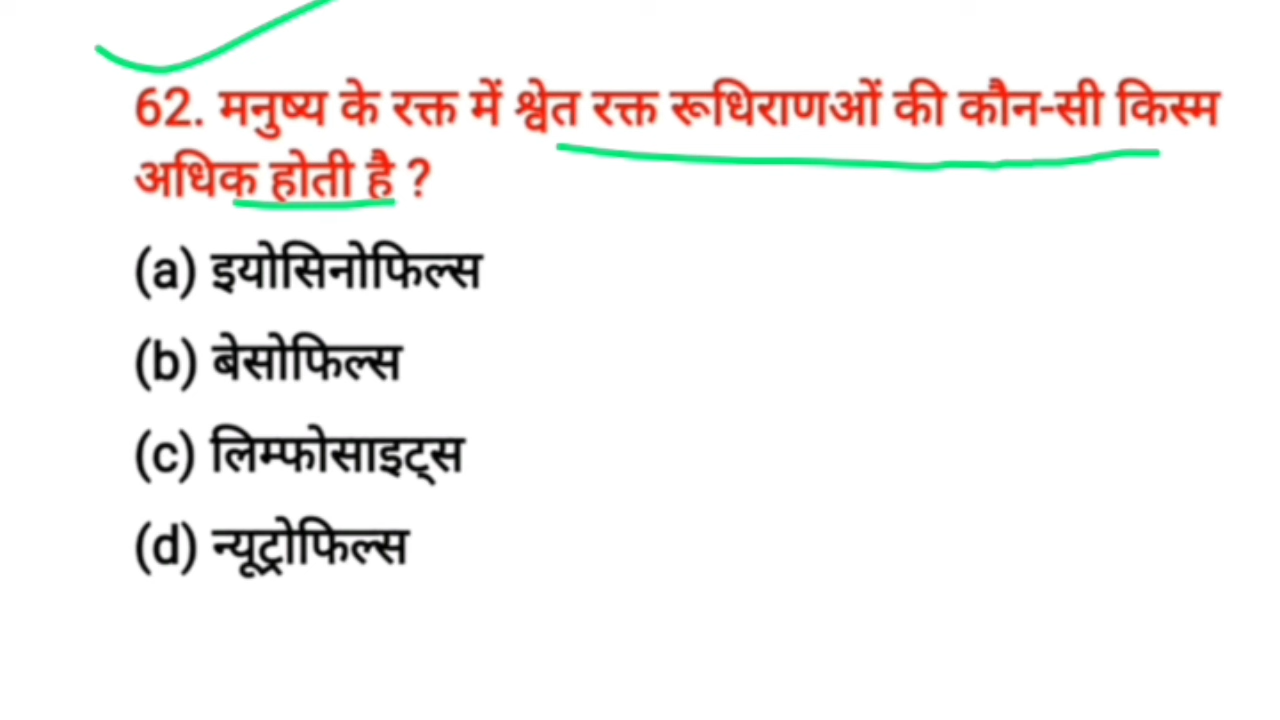 62. मनुष्य के रक्त में श्वेत रक्त रूधिराणओं की कौन-सी किस्म
अधिक होती है ?
(a) इयोसिनोफिल्स
(b) बेसोफिल्स
(c) लिम्फोसाइट्स
(d) न्यूट्रोफिल्स